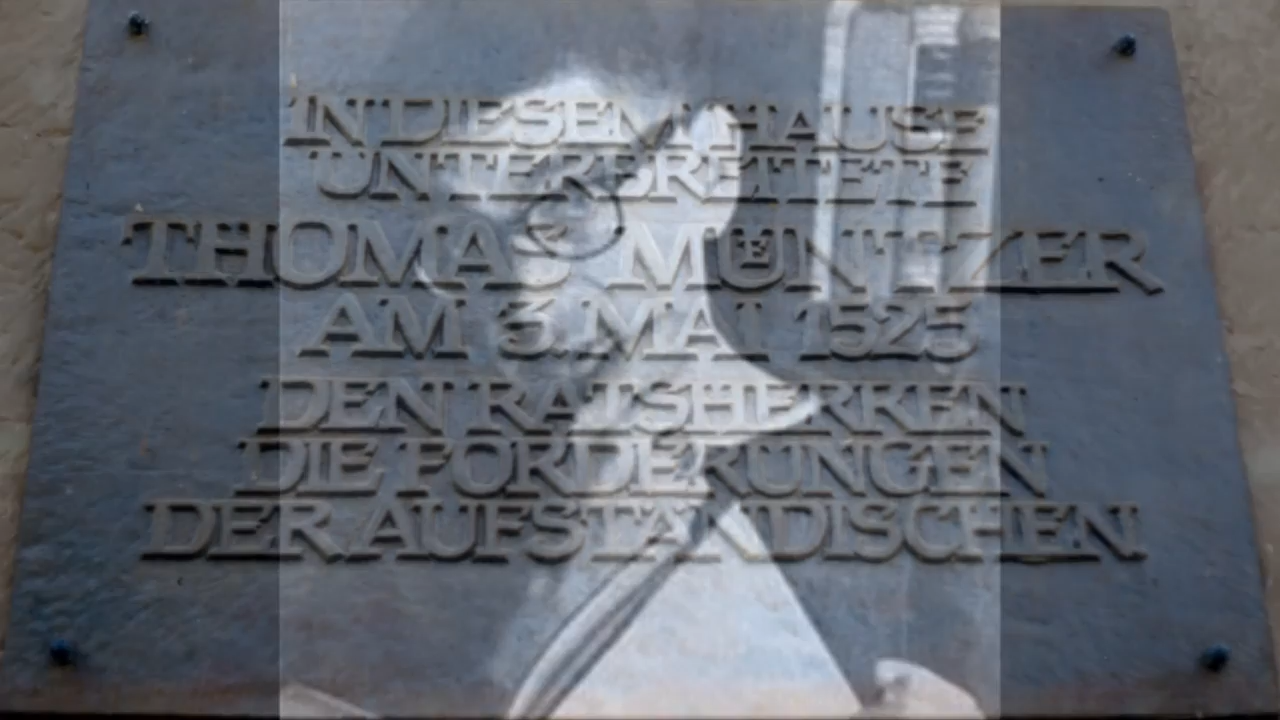 IN DIESEM HAUSE
UNTERBREITETE
THOMAS MÜNTZER
AM 3. MAI 1525
DEN RATSHERREN
DIE FORDERUNGEN
DER AUFSTÄNDISCHEN